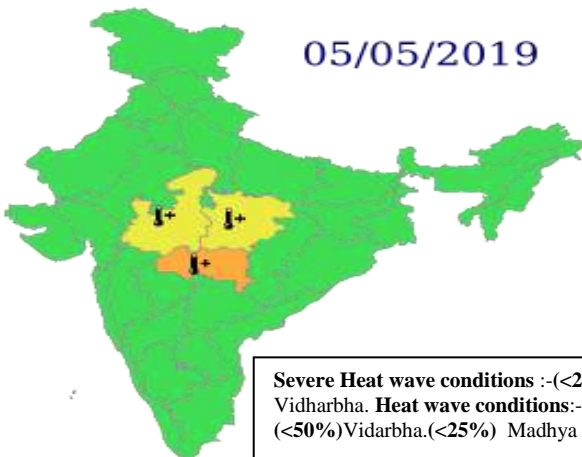 05/05/2019
Severe Heat wave conditions :-(<2
Vidharbha. Heat wave conditions:-
(<50%)Vidarbha.(<25%) Madhya